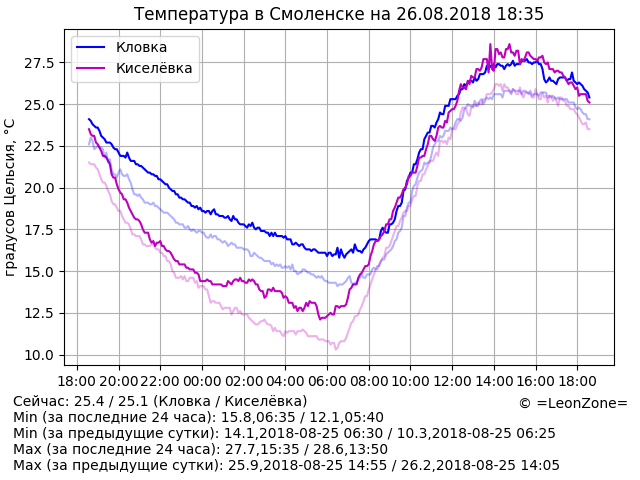 Температура в Смоленске на 26.08.2018 18:35
Кловка
Киселёвка
градусов Цельсия, °C
27.5
25.0
22.5
20.0
17.5
15.0
12.5
10.0
18:00 20:00 22:00 00:00 02:00 04:00 06:00 08:00 10:00 12:00 14:00 16:00 18:00
Сейчас: 25.4 / 25.1 (Кловка / Киселёвка)
© =LeonZone=
Min (за последние 24 часа): 15.8,06:35 / 12.1,05:40
Min (за предыдущие сутки): 14.1,2018-08-25 06:30 / 10.3,2018-08-25 06:25
Max (за последние 24 часа): 27.7,15:35 / 28.6,13:50
Max (за предыдущие сутки): 25.9,2018-08-25 14:55 / 26.2,2018-08-25 14:05